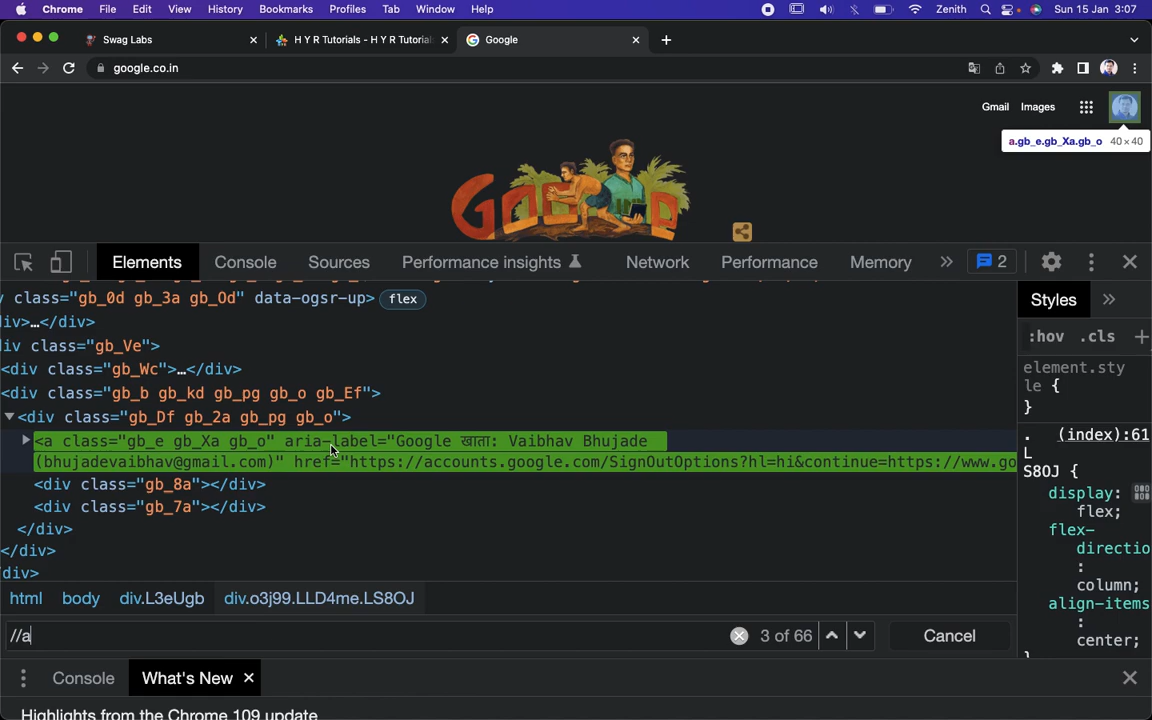 Chrome File Edit View History Bookmarks Profiles Tab Window Help Zenith Sun 15 Jan 3:07
Swag Labs H Y R Tutorials - H Y R Tutorial Google
google.co.in
Gmail Images
a.gb_e.gb_Xa.gb_o 40×40
Elements Console Sources Performance insights Network Performance Memory » 2
class="gb_0d gb_3a gb_Od" data-ogsr-up> flex
div>…</div>
iv class="gb_Ve">
<div class="gb_Wc">…</div>
<div class="gb_b gb_kd gb_pg gb_o gb_Ef">
<div class="gb_Df gb_2a gb_pg gb_o">
<a class="gb_e gb_Xa gb_o" aria-label="Google खाता: Vaibhav Bhujade
(bhujadevaibhav@gmail.com)" href="https://accounts.google.com/SignOutOptions?hl=hi&continue=https://www.go
<div class="gb_8a"></div>
<div class="gb_7a"></div>
</div>
</div>
div>
Styles »
:hov .cls +
element.sty
le {
}
. (index):61
L
S8OJ {
display:
flex;
flex-
directio
:
column;
align-items
:
center;
}
html body div.L3eUgb div.o3j99.LLD4me.LS8OJ
//a 3 of 66 Cancel
Console What's New ×
Highlights from the Chrome 109 update